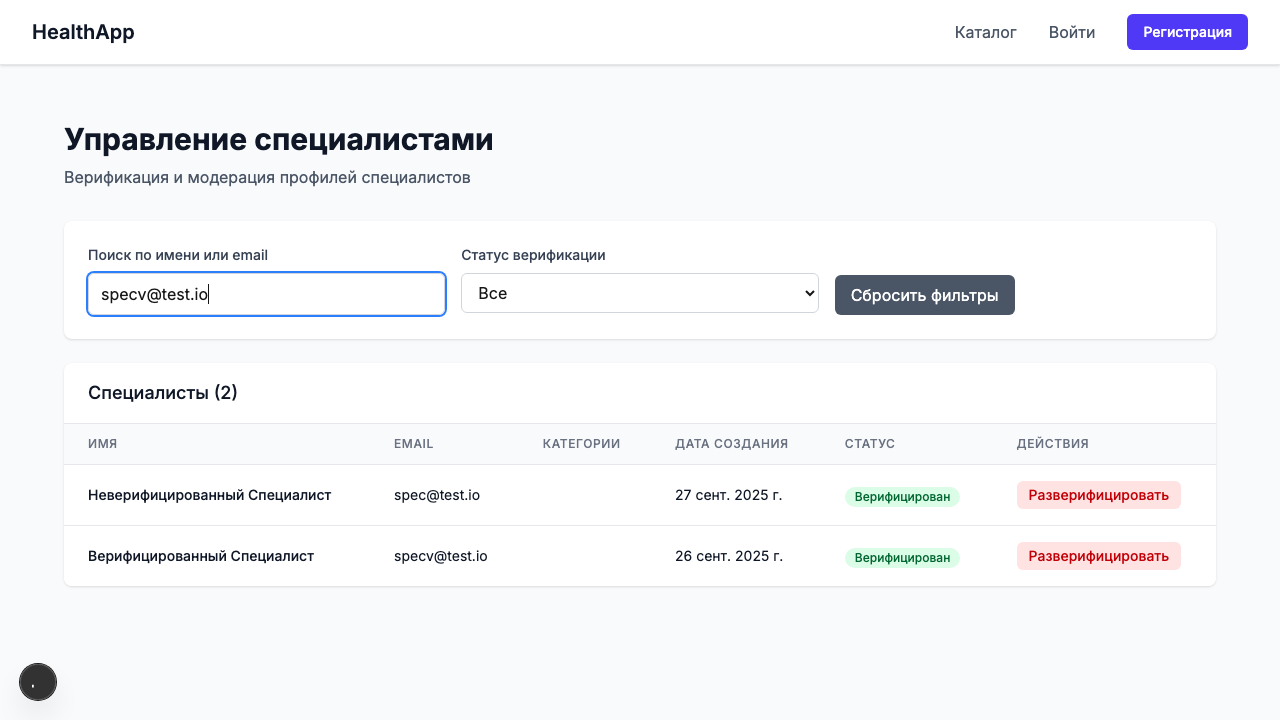 HealthApp
Каталог
Войти
Регистрация
Управление специалистами
Верификация и модерация профилей специалистов
Поиск по имени или email
Статус верификации
specv@test.io
Все
Сбросить фильтры
Специалисты (2)
ИМЯ EMAIL КАТЕГОРИИ ДАТА СОЗДАНИЯ СТАТУС ДЕЙСТВИЯ
Неверифицированный Специалист spec@test.io 27 сент. 2025 г. Верифицирован Разверифицировать
Верифицированный Специалист specv@test.io 26 сент. 2025 г. Верифицирован Разверифицировать